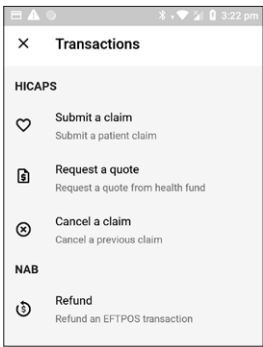 3:22 pm
Transactions
HICAPS
Submit a claim
Submit a patient claim
Request a quote
Request a quote from health fund
Cancel a claim
Cancel a previous claim
NAB
Refund
Refund an EFTPOS transaction